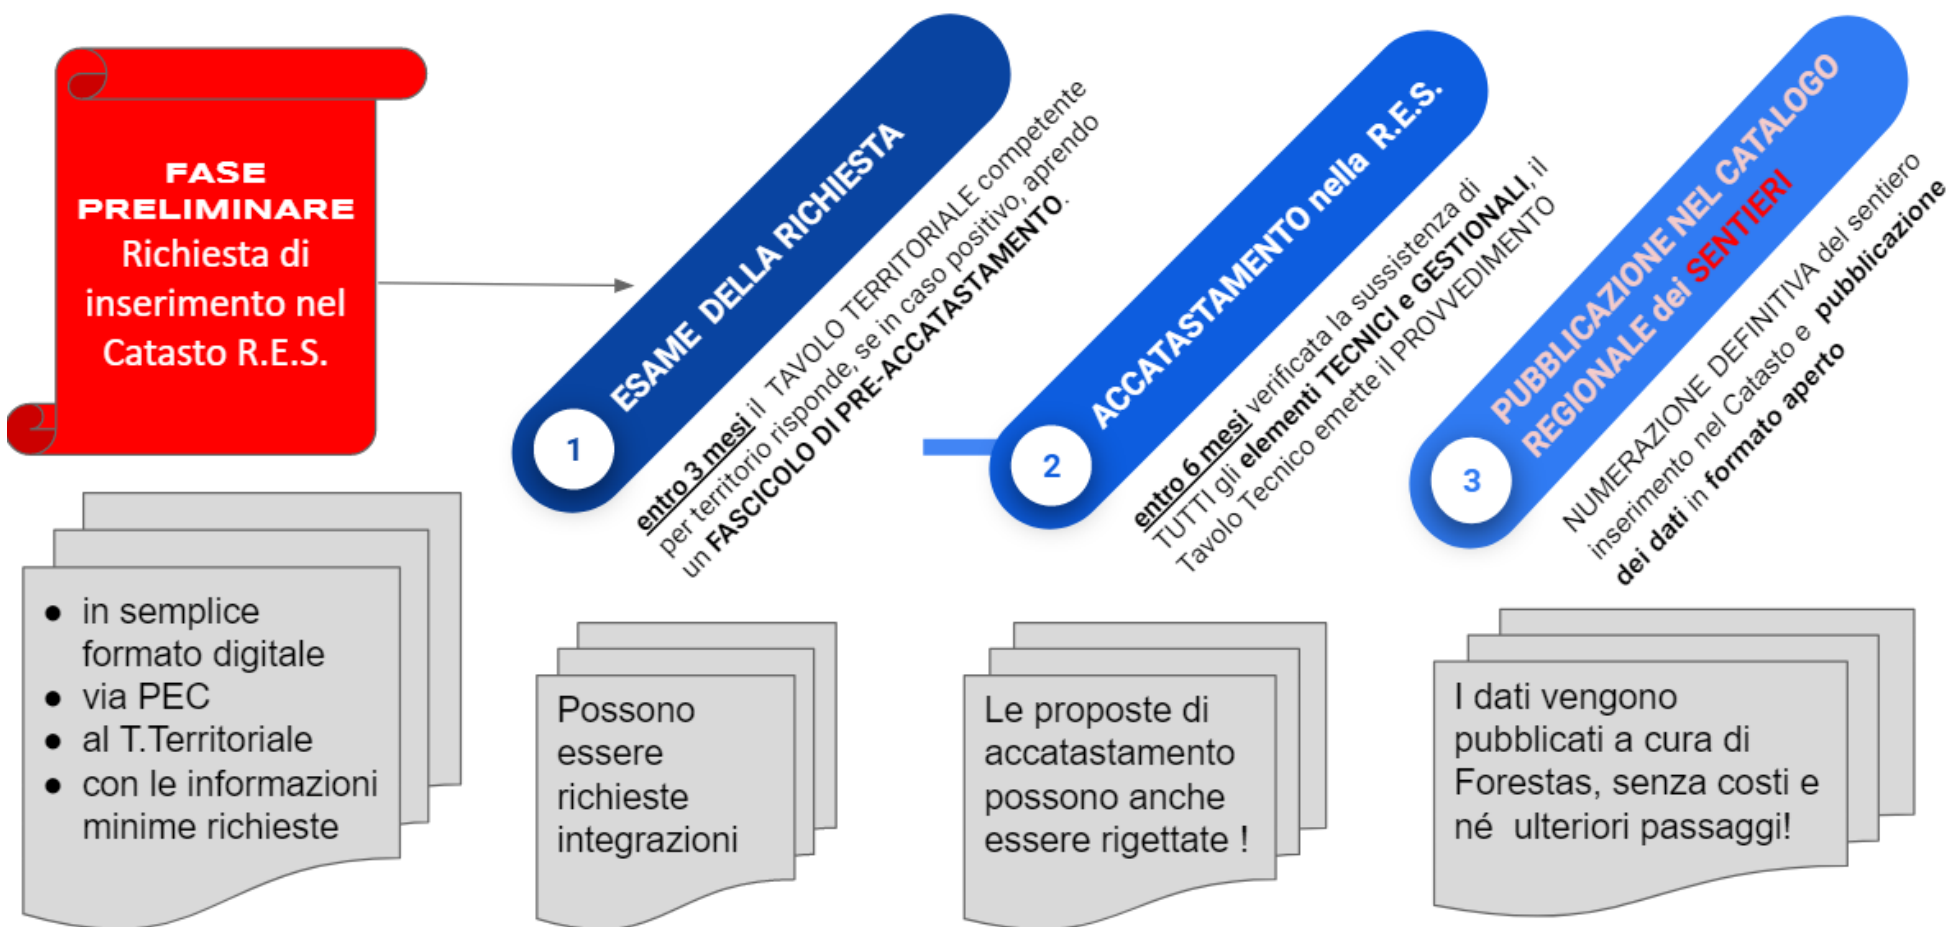 FASE
PRELIMINARE
Richiesta di
inserimento nel
Catasto R.E.S.
● in semplice
formato digitale
● via PEC
● al T.Territoriale
● con le informazioni
minime richieste
1
ESAME DELLA RICHIESTA
entro 3 mesi il TAVOLO TERRITORIALE competente
per territorio risponde, se in caso positivo, aprendo
un FASCICOLO DI PRE-ACCATASTAMENTO.
Possono
essere
richieste
integrazioni
2
ACCATASTAMENTO nella R.E.S.
entro 6 mesi verificata la sussistenza di
TUTTI gli elementi TECNICI e GESTIONALI, il
Tavolo Tecnico emette il PROVVEDIMENTO
Le proposte di
accatastamento
possono anche
essere rigettate !
3
PUBBLICAZIONE NEL CATALOGO
REGIONALE dei SENTIERI
NUMERAZIONE DEFINITIVA del sentiero
inserimento nel Catasto e pubblicazione
dei dati in formato aperto
I dati vengono
pubblicati a cura di
Forestas, senza costi e
né ulteriori passaggi!